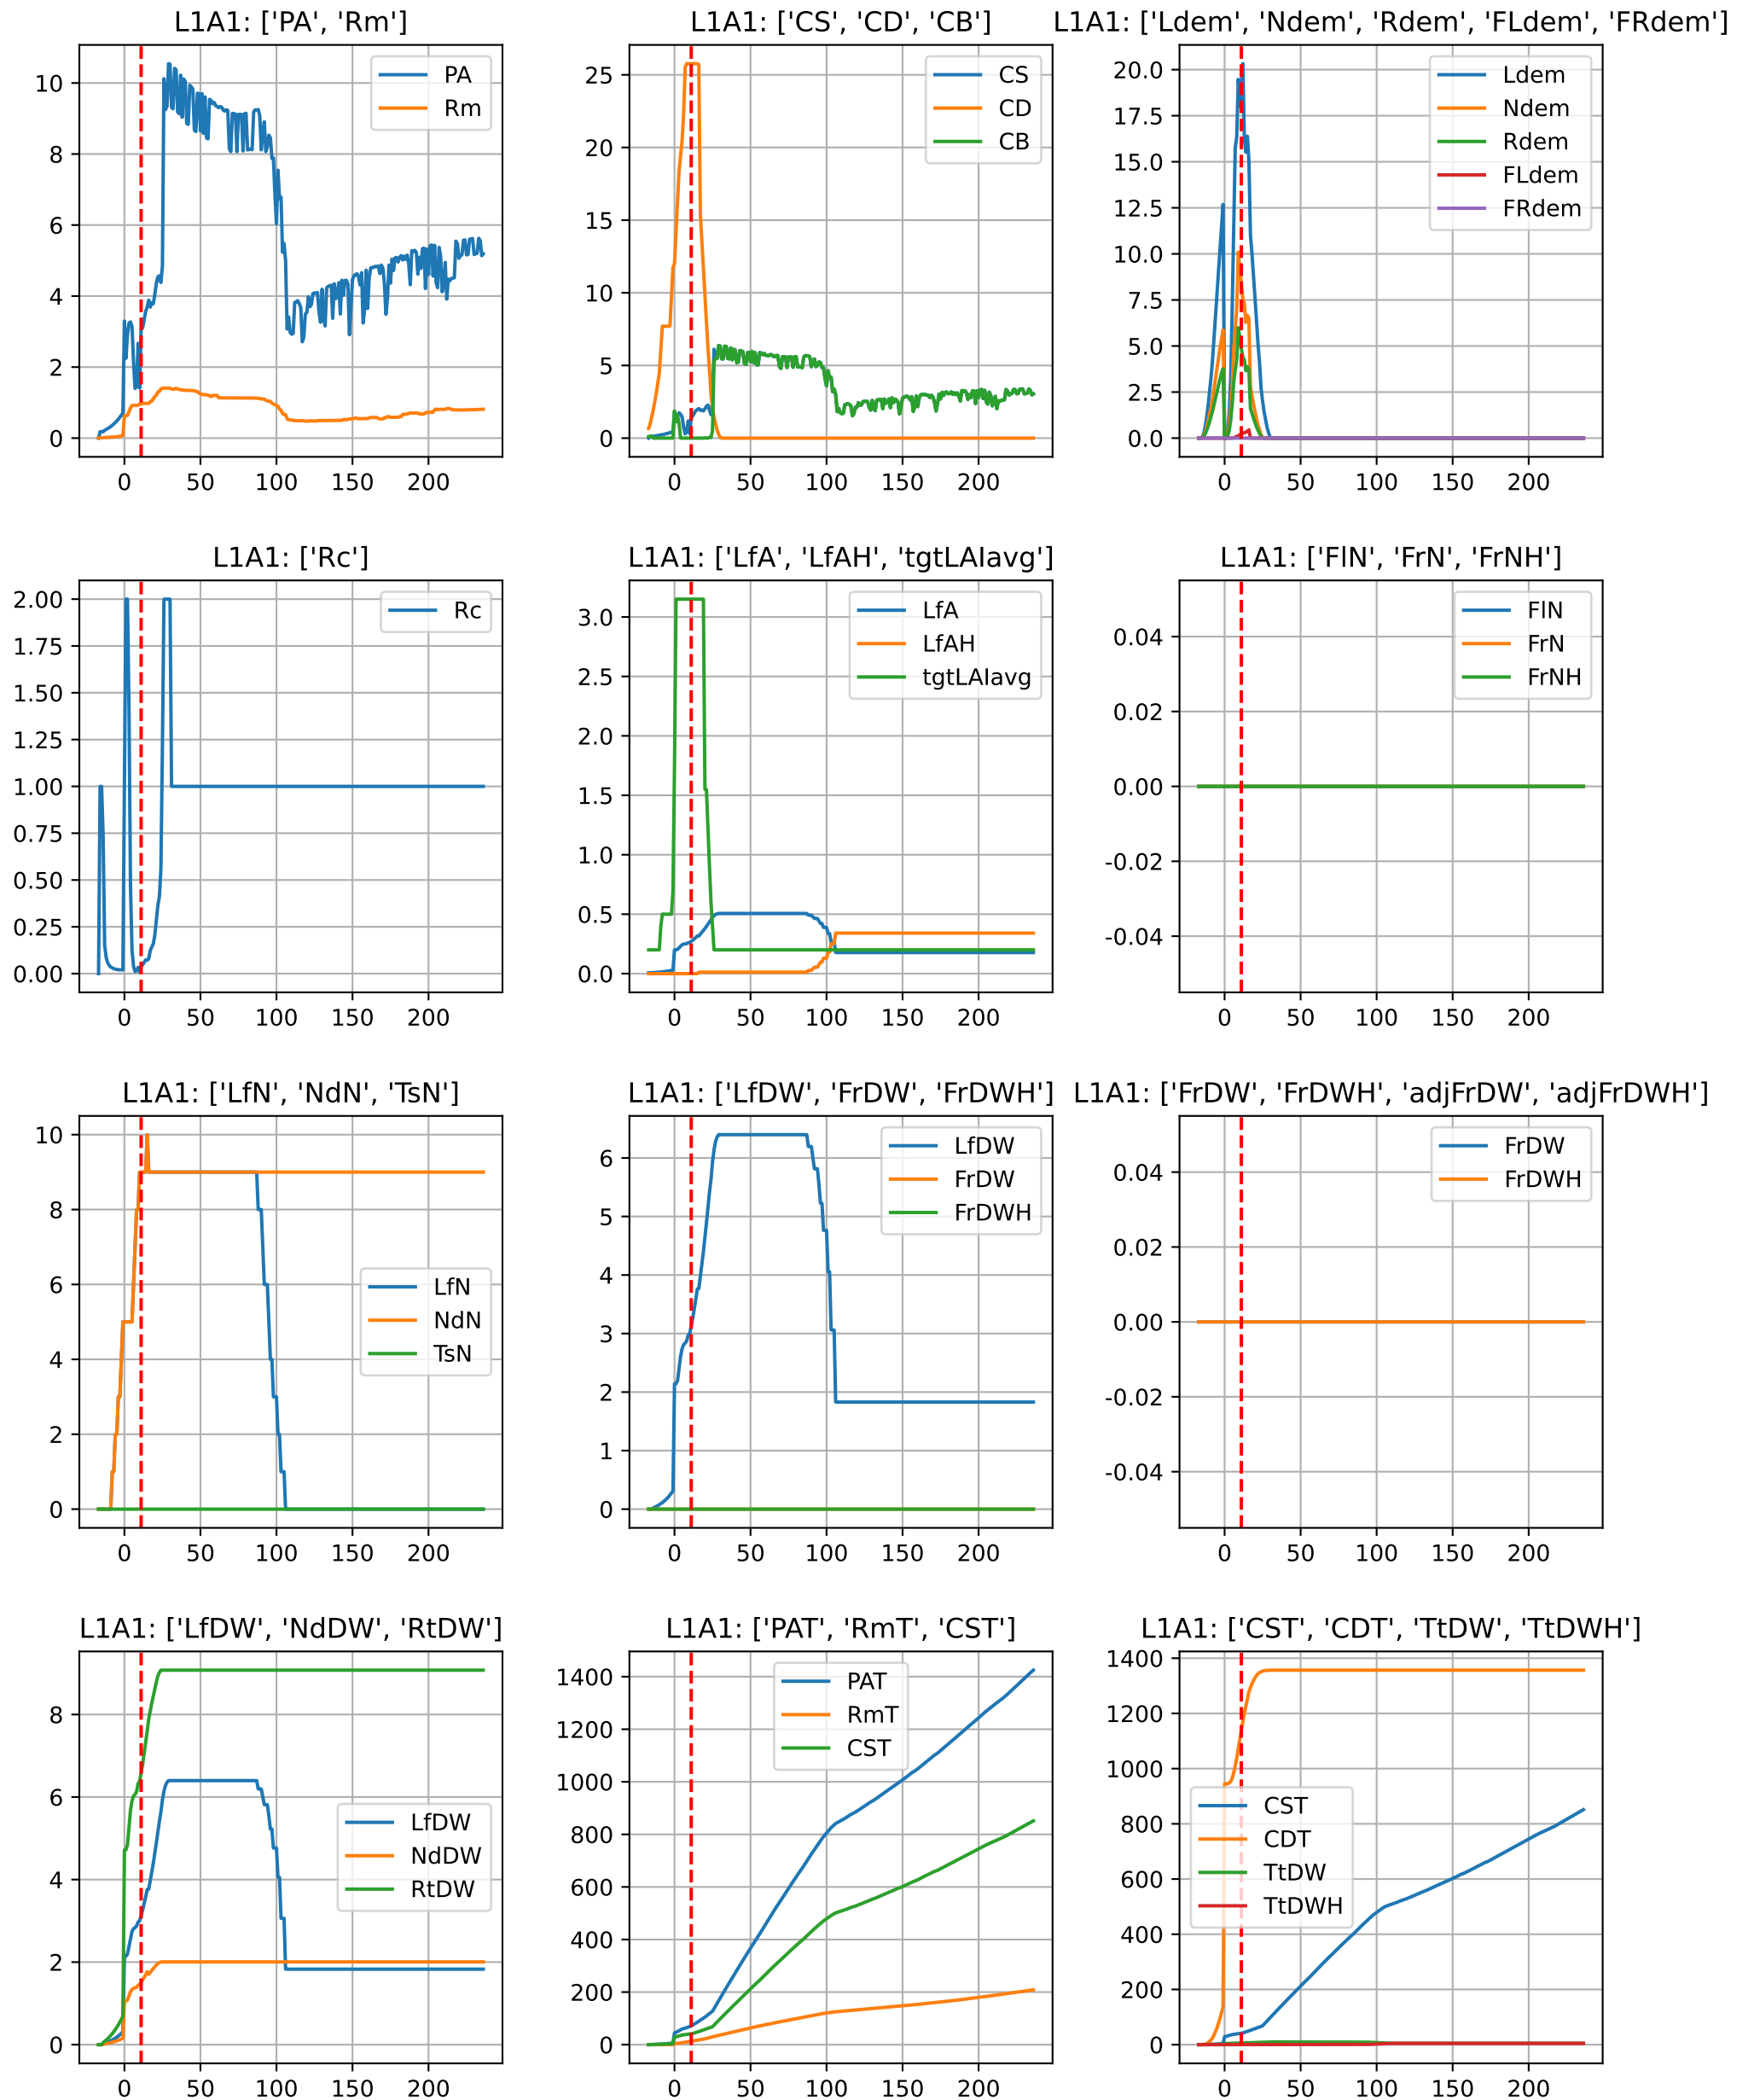 L1A1: ['PA', 'Rm']
10
8
6
4
2
0
0 50 100 150 200
PA
Rm
L1A1: ['CS', 'CD', 'CB']
25
20
15
10
5
0
0 50 100 150 200
CS
CD
CB
L1A1: ['Ldem', 'Ndem', 'Rdem', 'FLdem', 'FRdem']
20.0
17.5
15.0
12.5
10.0
7.5
5.0
2.5
0.0
0 50 100 150 200
Ldem
Ndem
Rdem
FLdem
FRdem
L1A1: ['Rc']
2.00
1.75
1.50
1.25
1.00
0.75
0.50
0.25
0.00
0 50 100 150 200
Rc
L1A1: ['LfA', 'LfAH', 'tgtLAIavg']
3.0
2.5
2.0
1.5
1.0
0.5
0.0
0 50 100 150 200
LfA
LfAH
tgtLAIavg
L1A1: ['FlN', 'FrN', 'FrNH']
0.04
0.02
0.00
-0.02
-0.04
0 50 100 150 200
FlN
FrN
FrNH
L1A1: ['LfN', 'NdN', 'TsN']
10
8
6
4
2
0
0 50 100 150 200
LfN
NdN
TsN
L1A1: ['LfDW', 'FrDW', 'FrDWH']
6
5
4
3
2
1
0
0 50 100 150 200
LfDW
FrDW
FrDWH
L1A1: ['FrDW', 'FrDWH', 'adjFrDW', 'adjFrDWH']
0.04
0.02
0.00
-0.02
-0.04
0 50 100 150 200
FrDW
FrDWH
L1A1: ['LfDW', 'NdDW', 'RtDW']
8
6
4
2
0
0 50 100 150 200
LfDW
NdDW
RtDW
L1A1: ['PAT', 'RmT', 'CST']
1400
1200
1000
800
600
400
200
0
0 50 100 150 200
PAT
RmT
CST
L1A1: ['CST', 'CDT', 'TtDW', 'TtDWH']
1400
1200
1000
800
600
400
200
0
0 50 100 150 200
CST
CDT
TtDW
TtDWH